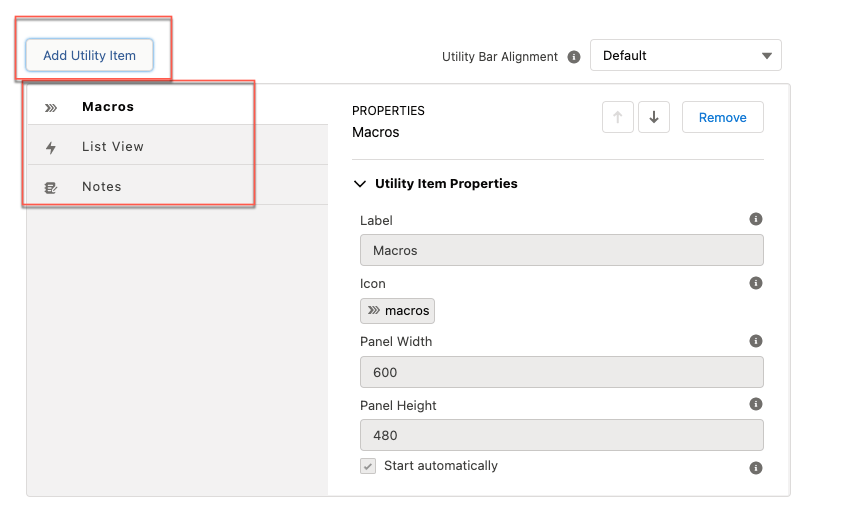 Add Utility Item
Utility Bar Alignment
Default
Macros
List View
Notes
PROPERTIES
Macros
Remove
Utility Item Properties
Label
Macros
Icon
macros
Panel Width
600
Panel Height
480
Start automatically